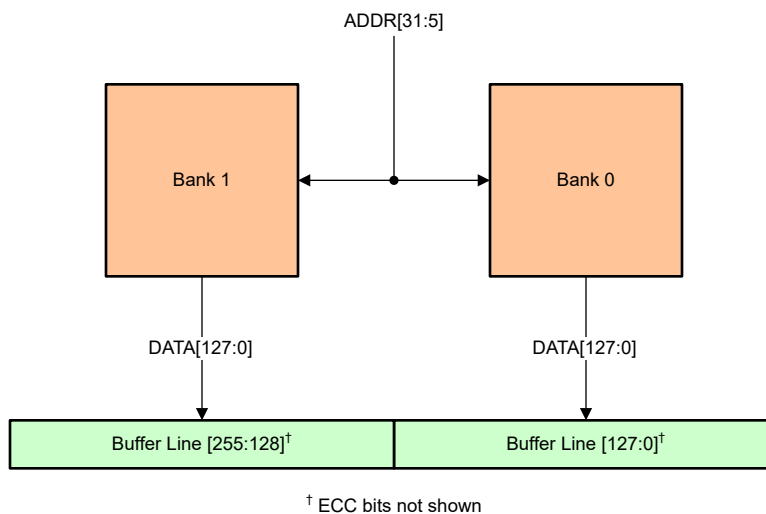 ADDR[31:5]
Bank 1
Bank 0
DATA[127:0]
DATA[127:0]
Buffer Line [255:128]†
Buffer Line [127:0]†
† ECC bits not shown